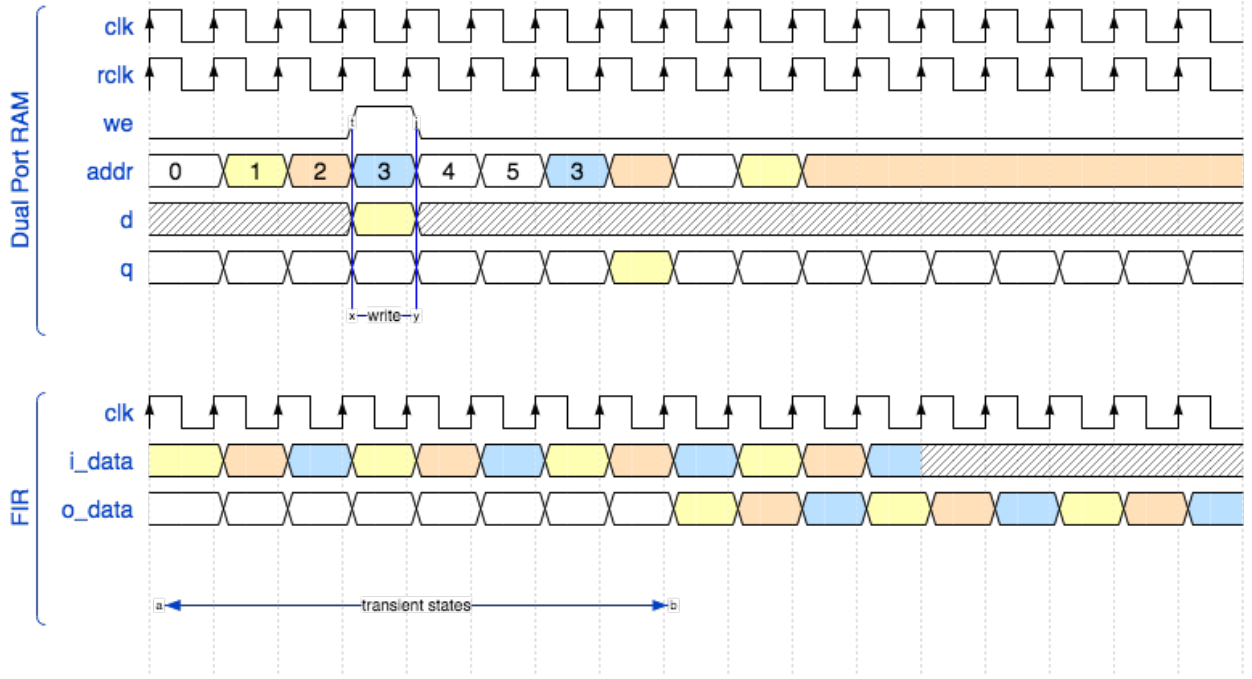 Dual Port RAM
clk
rclk
we
addr 0 1 2 3 4 5 3
d
q
x write y
FIR
clk
i_data
o_data
a transient states b